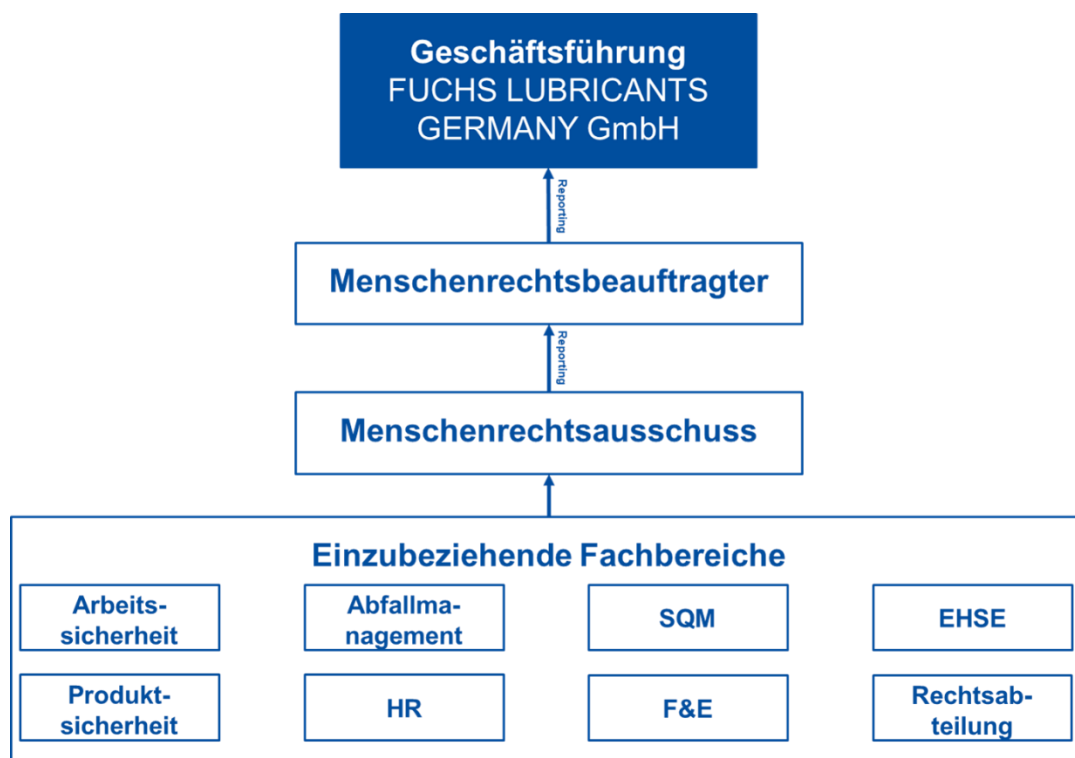 Geschäftsführung
FUCHS LUBRICANTS
GERMANY GmbH
Reporting
Menschenrechtsbeauftragter
Reporting
Menschenrechtsausschuss
Einzubeziehende Fachbereiche
Arbeits-
sicherheit
Abfallma-
nagement
SQM
EHSE
Produkt-
sicherheit
HR
F&E
Rechtsab-
teilung